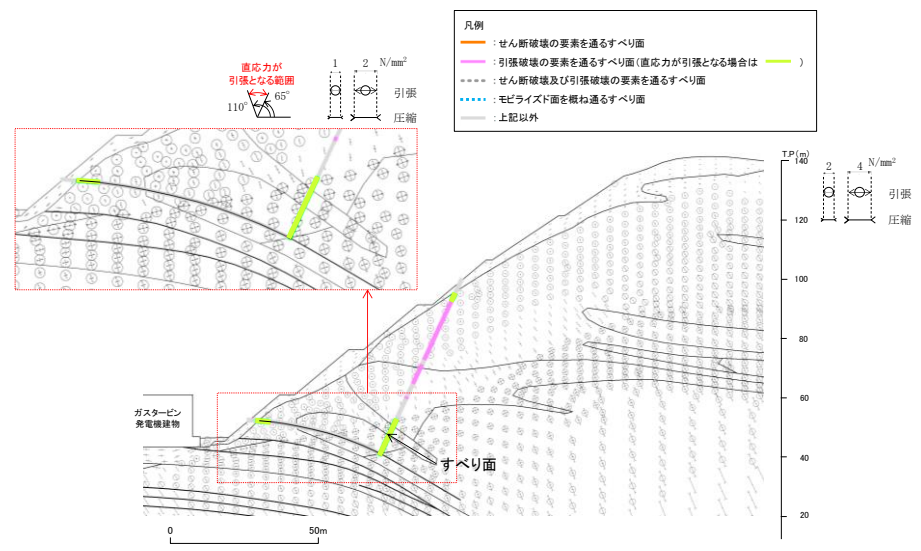 凡例
：せん断破壊の要素を通るすべり面
：引張破壊の要素を通るすべり面(直応力が引張となる場合は　　)
：せん断破壊及び引張破壊の要素を通るすべり面
：モビライズド面を概ね通るすべり面
：上記以外
直応力が
引張となる範囲
110°
65°
1
2
N/mm²
引張
圧縮
T.P(m)
140
120
100
80
60
40
20
2
4
N/mm²
引張
圧縮
ガスタービン
発電機建物
すべり面
0
50m